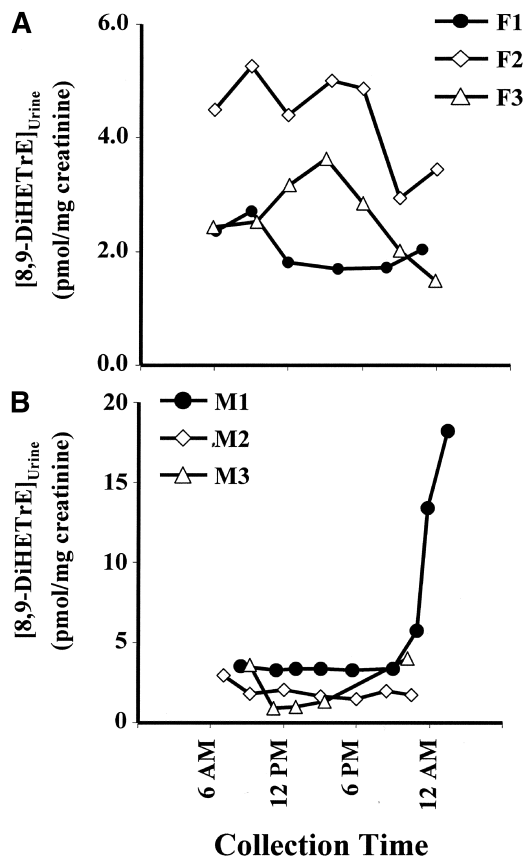 A
6.0
4.0
2.0
0.0
[8,9-DiHETrE]Urine
(pmol/mg creatinine)
F1
F2
F3
B
20
15
10
5
0
[8,9-DiHETrE]Urine
(pmol/mg creatinine)
M1
M2
M3
6 AM
12 PM
6 PM
12 AM
Collection Time